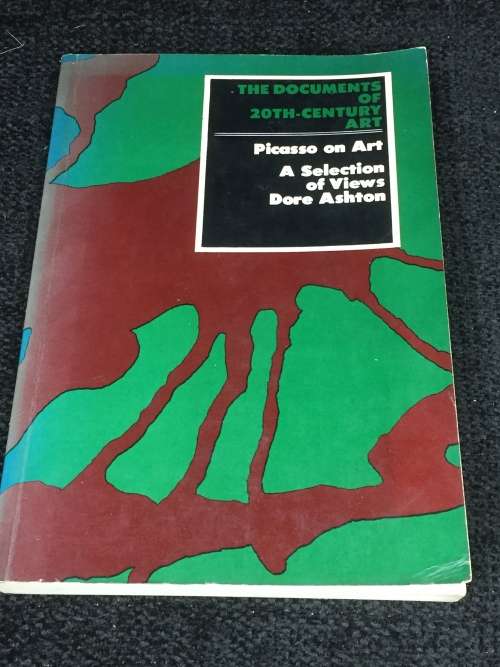 THE DOCUMENTS
OF
20TH-CENTURY
ART
Picasso on Art
A Selection
of Views
Dore Ashton